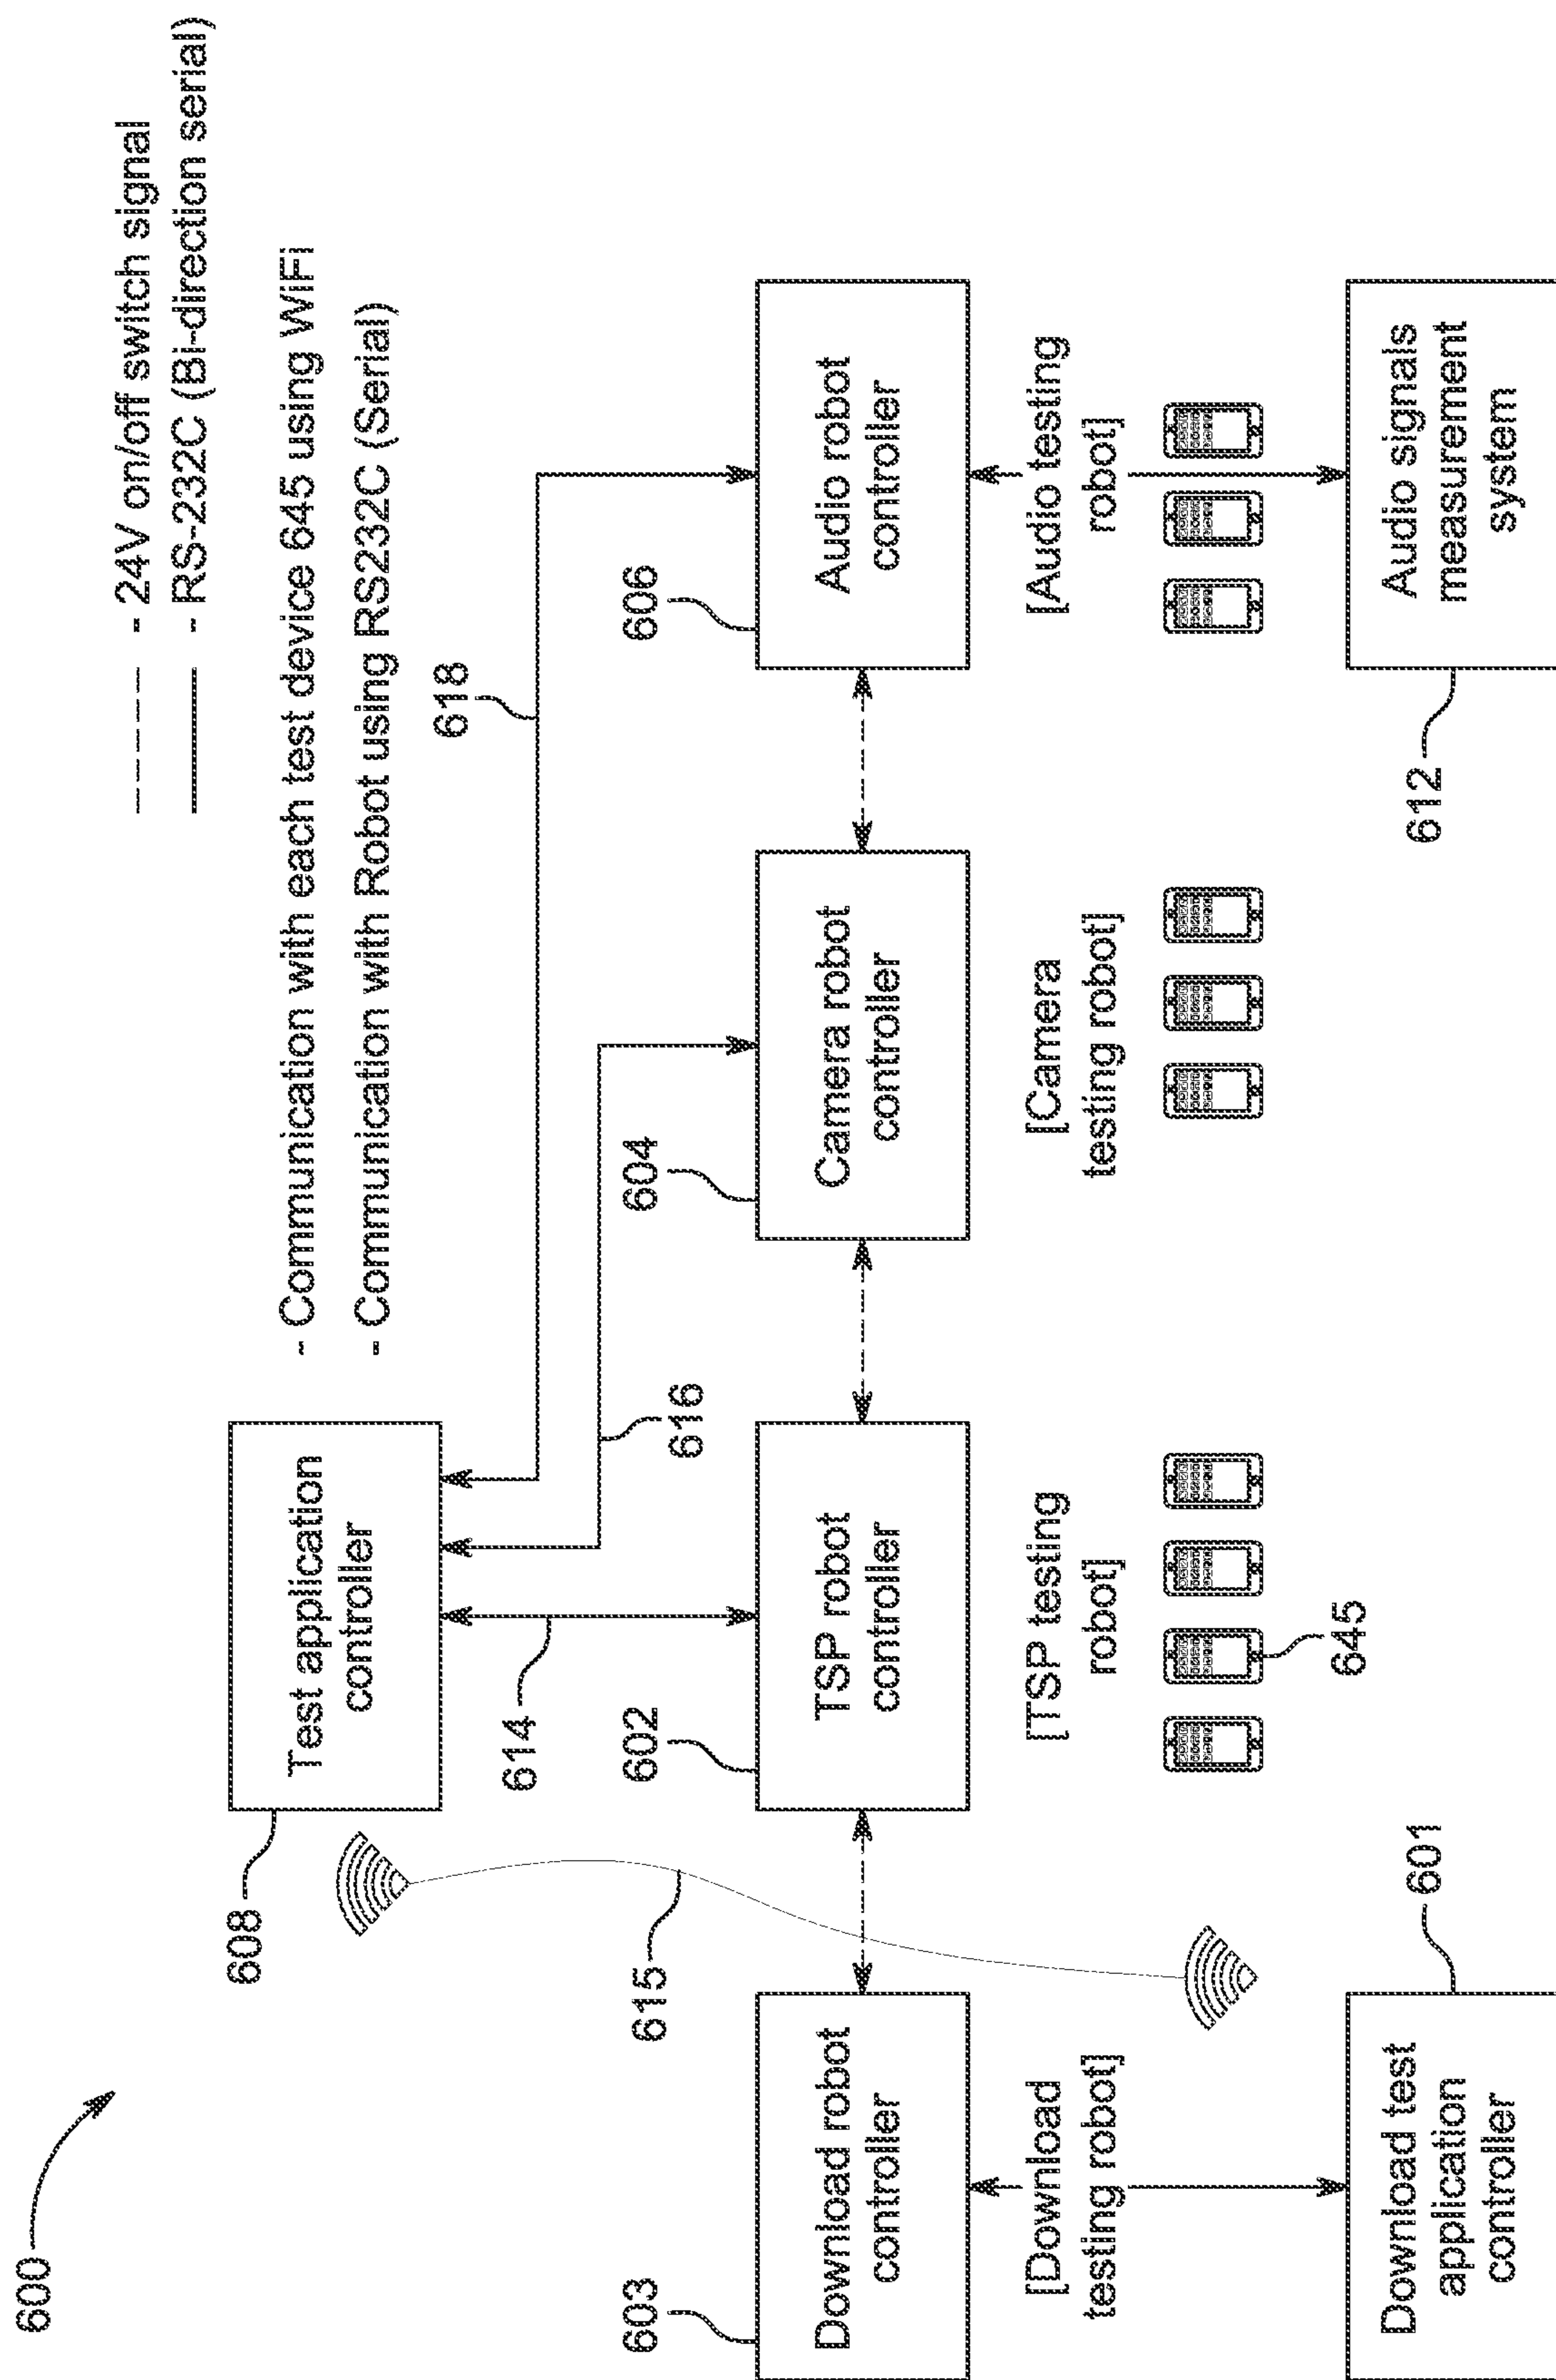 600
- 24V on/off switch signal
- RS-232C (Bi-direction serial)
- Communication with each test device 645 using WiFi
- Communication with Robot using RS232C (Serial)
608
Test application
controller
618
614
616
615
603
602
604
606
Download robot
controller
TSP robot
controller
Camera robot
controller
Audio robot
controller
[Download
testing robot]
[TSP testing
robot]
[Camera
testing robot]
[Audio testing
robot]
645
601
612
Download test
application
controller
Audio signals
measurement
system